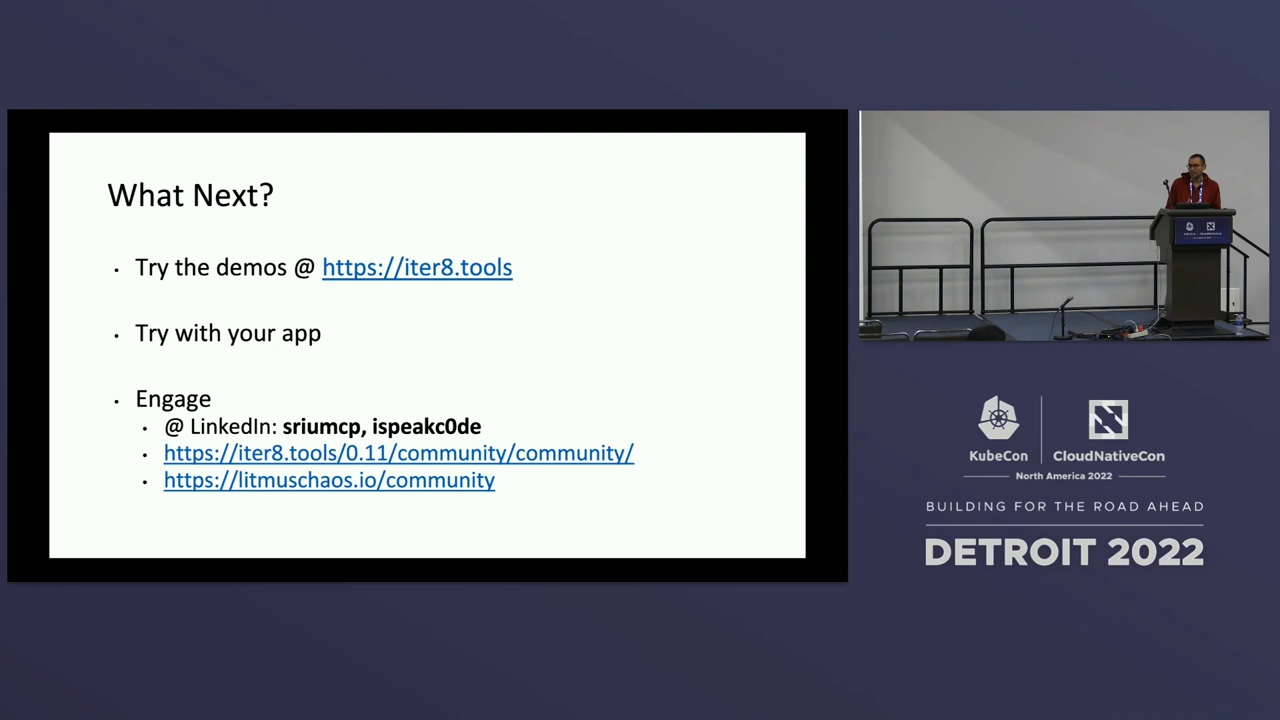 What Next?
Try the demos @ https://iter8.tools
Try with your app
Engage
@ LinkedIn: sriumcp, ispeakc0de
https://iter8.tools/0.11/community/community/
https://litmuschaos.io/community
KubeCon CloudNativeCon
North America 2022
BUILDING FOR THE ROAD AHEAD
DETROIT 2022